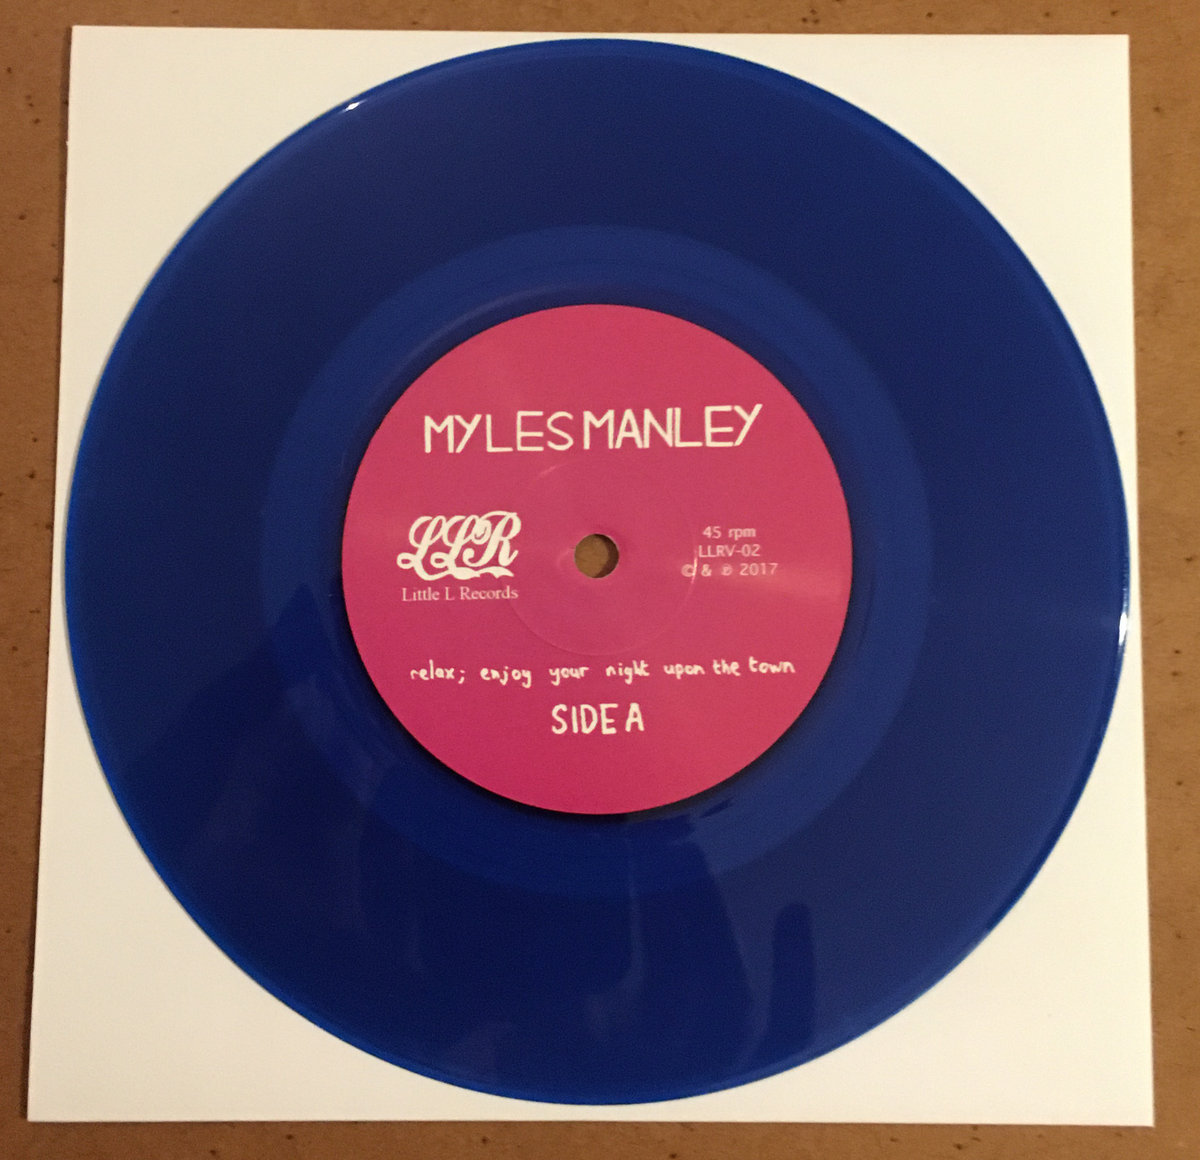 MYLES MANLEY
LLR
Little L Records
45 rpm
LLRV-02
© & ℗ 2017
relax; enjoy your night upon the town
SIDE A